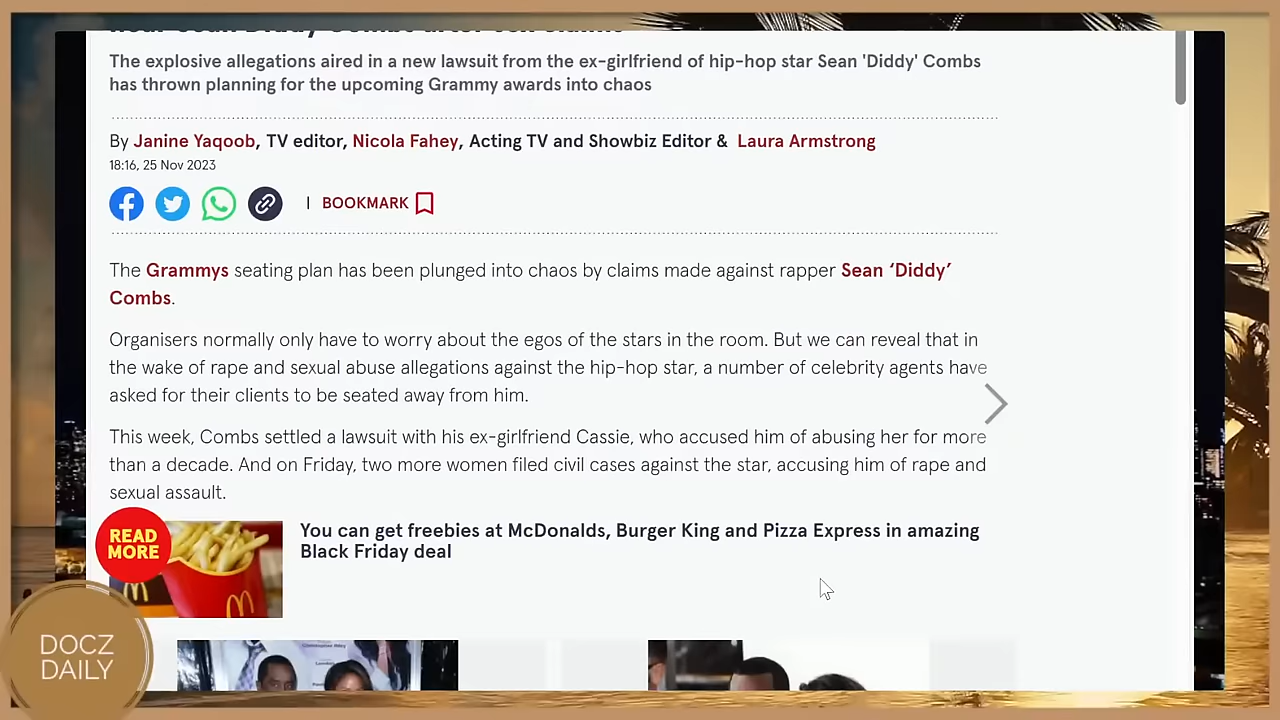 The explosive allegations aired in a new lawsuit from the ex-girlfriend of hip-hop star Sean 'Diddy' Combs
has thrown planning for the upcoming Grammy awards into chaos
By Janine Yaqoob, TV editor, Nicola Fahey, Acting TV and Showbiz Editor & Laura Armstrong
18:16, 25 Nov 2023
| BOOKMARK
The Grammys seating plan has been plunged into chaos by claims made against rapper Sean ‘Diddy’
Combs.
Organisers normally only have to worry about the egos of the stars in the room. But we can reveal that in
the wake of rape and sexual abuse allegations against the hip-hop star, a number of celebrity agents have
asked for their clients to be seated away from him.
This week, Combs settled a lawsuit with his ex-girlfriend Cassie, who accused him of abusing her for more
than a decade. And on Friday, two more women filed civil cases against the star, accusing him of rape and
sexual assault.
READ
MORE
You can get freebies at McDonalds, Burger King and Pizza Express in amazing
Black Friday deal
DOCZ
DAILY